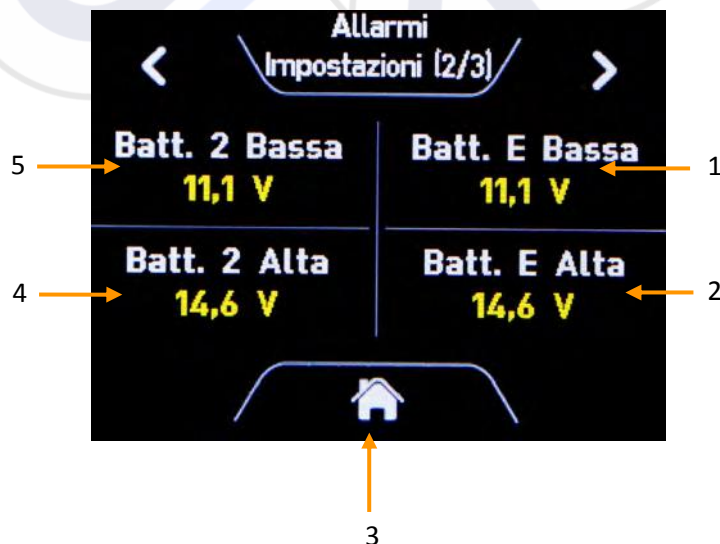 Allarmi
Impostazioni (2/3)
Batt. 2 Bassa
11,1 V
Batt. E Bassa
11,1 V
Batt. 2 Alta
14,6 V
Batt. E Alta
14,6 V
5
1
4
2
3